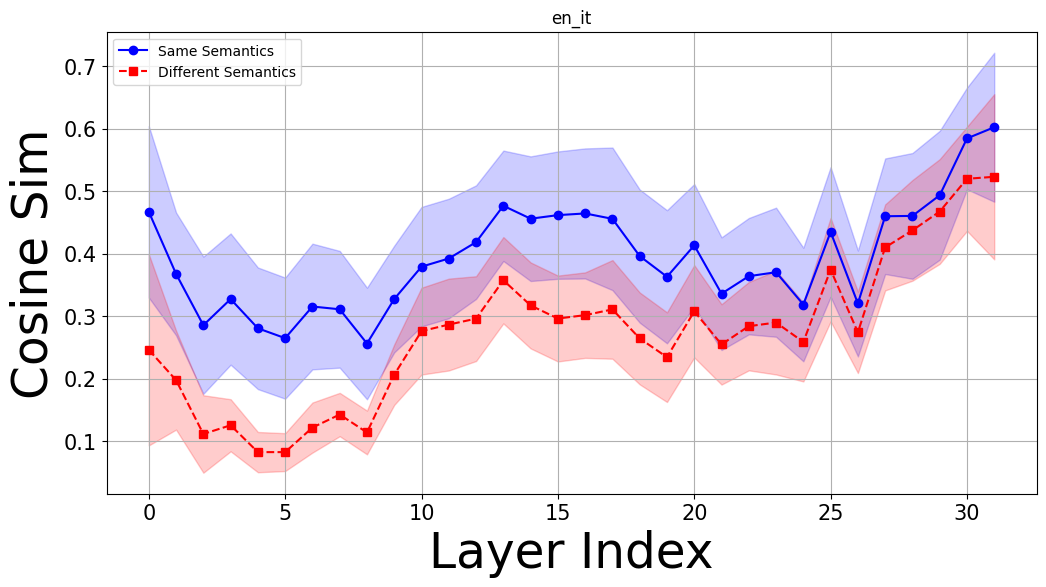 en_it
Same Semantics
Different Semantics
0.7
0.6
0.5
0.4
0.3
0.2
0.1
Cosine Sim
0 5 10 15 20 25 30
Layer Index